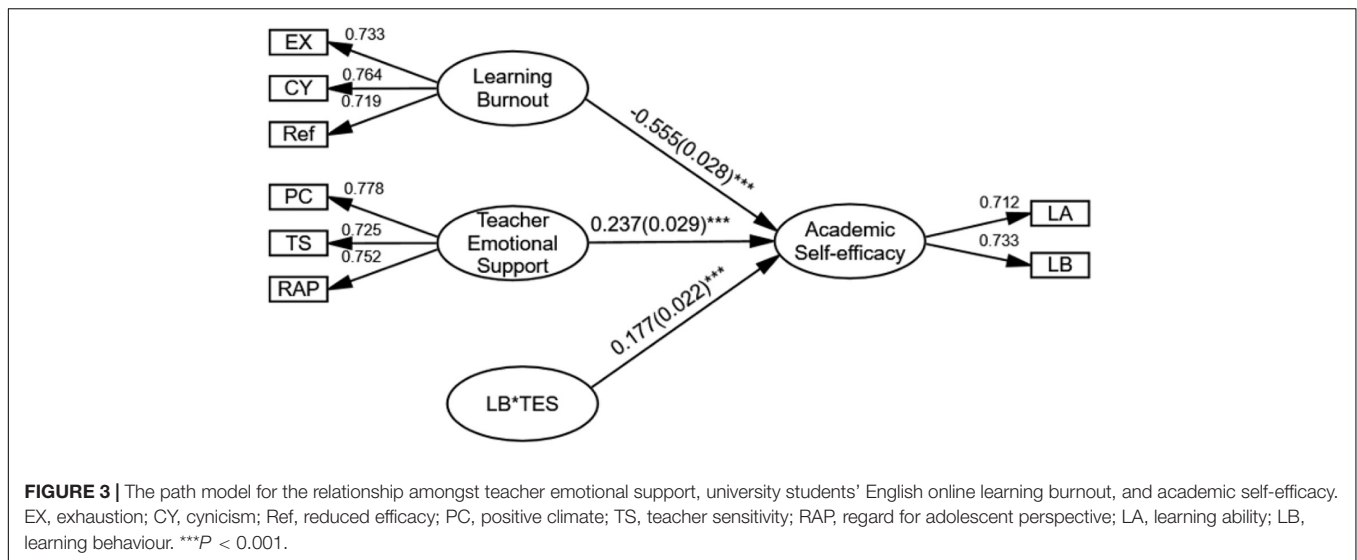 EX
0.733
CY
0.764
Ref
0.719
Learning
Burnout
-0.555(0.028)***
PC
0.778
TS
0.725
RAP
0.752
Teacher
Emotional
Support
0.237(0.029)***
Academic
Self-efficacy
0.712
LA
0.733
LB
0.177(0.022)***
LB*TES
FIGURE 3 | The path model for the relationship amongst teacher emotional support, university students' English online learning burnout, and academic self-efficacy.
EX, exhaustion; CY, cynicism; Ref, reduced efficacy; PC, positive climate; TS, teacher sensitivity; RAP, regard for adolescent perspective; LA, learning ability; LB,
learning behaviour. ***P < 0.001.